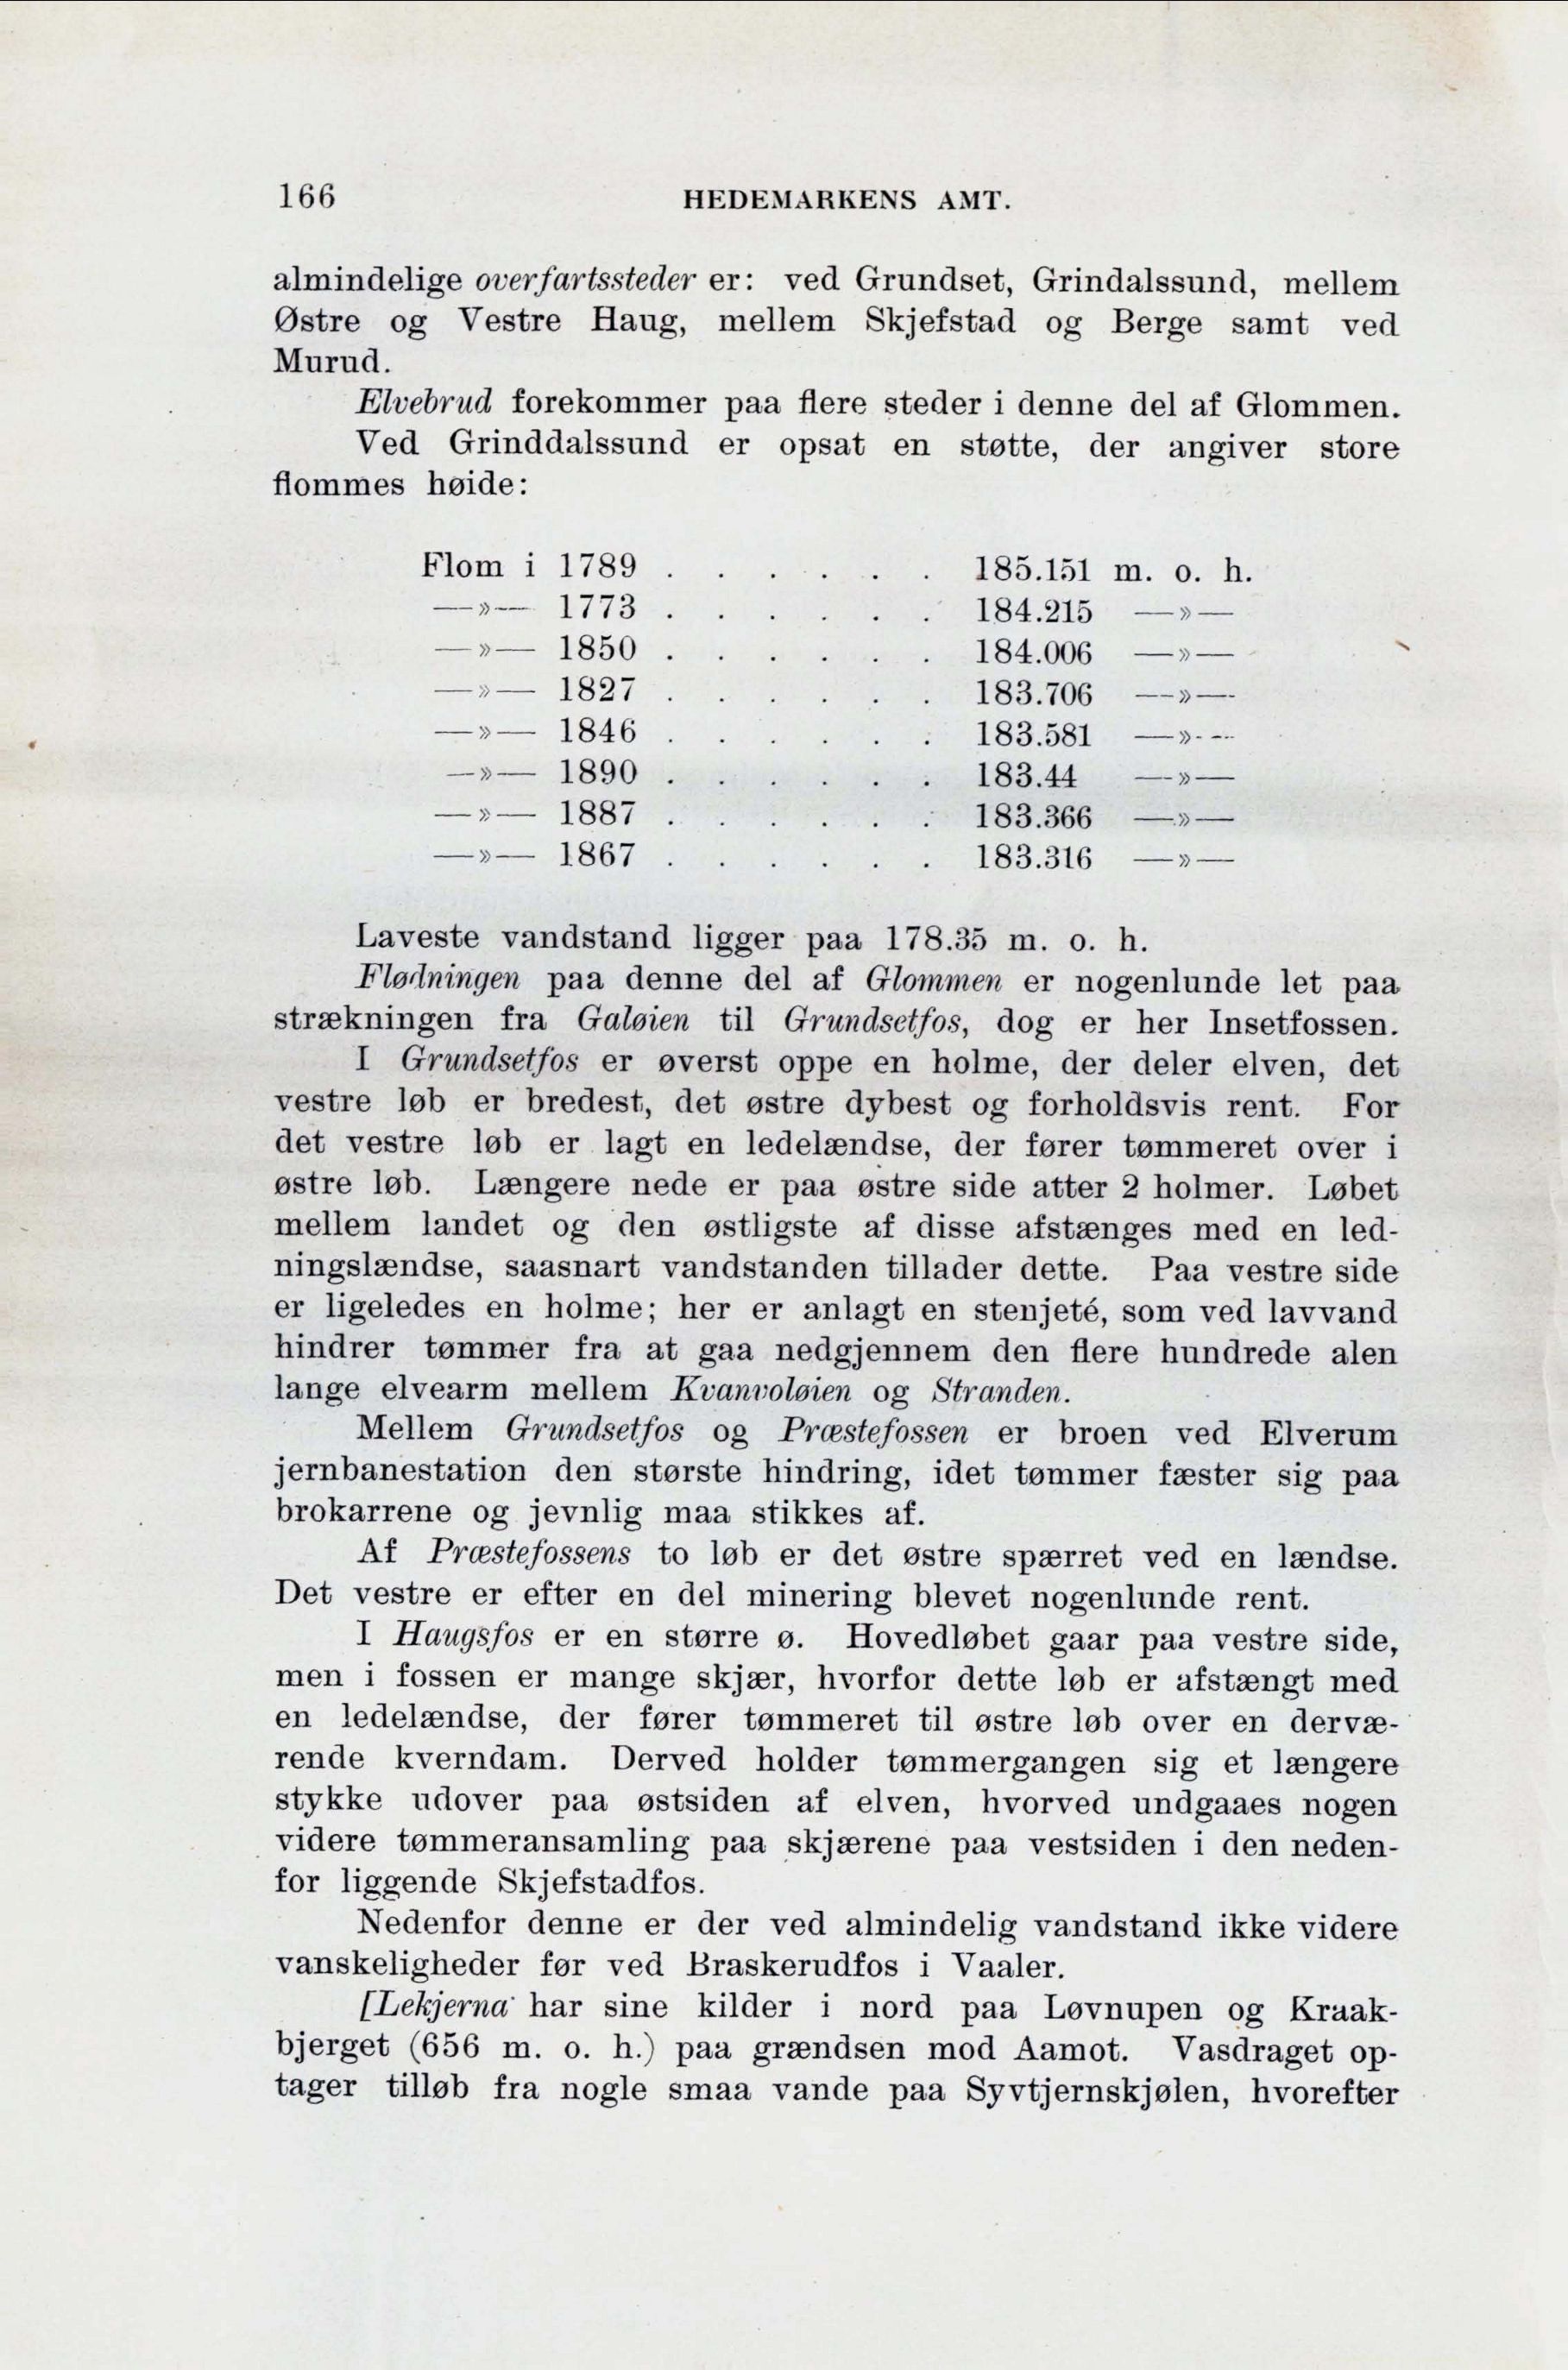 166 HEDEMARKENS AMT.
almindelige overfartssteder er: ved Grundset, Grindalssund, mellem
Østre og Vestre Haug, mellem Skjefstad og Berge samt ved
Murud.
Elvebrud forekommer paa flere steder i denne del af Glommen.
Ved Grinddalssund er opsat en støtte, der angiver store
flommes høide:
Flom i 1789 . . . . . . 185.151 m. o. h.
—»— 1773 . . . . . . 184.215 —»—
—»— 1850 . . . . . . 184.006 —»—
—»— 1827 . . . . . . 183.706 —»—
—»— 1846 . . . . . . 183.581 —»—
—»— 1890 . . . . . . 183.44 —»—
—»— 1887 . . . . . . 183.366 —»—
—»— 1867 . . . . . . 183.316 —»—
Laveste vandstand ligger paa 178.35 m. o. h.
Flødningen paa denne del af Glommen er nogenlunde let paa
strækningen fra Galøien til Grundsetfos, dog er her Insetfossen.
I Grundsetfos er øverst oppe en holme, der deler elven, det
vestre løb er bredest, det østre dybest og forholdsvis rent. For
det vestre løb er lagt en ledelændse, der fører tømmeret over i
østre løb. Længere nede er paa østre side atter 2 holmer. Løbet
mellem landet og den østligste af disse afstænges med en led-
ningslændse, saasnart vandstanden tillader dette. Paa vestre side
er ligeledes en holme; her er anlagt en stenjeté, som ved lavvand
hindrer tømmer fra at gaa nedgjennem den flere hundrede alen
lange elvearm mellem Kvanvoløien og Stranden.
Mellem Grundsetfos og Præstefossen er broen ved Elverum
jernbanestation den største hindring, idet tømmer fæster sig paa
brokarrene og jevnlig maa stikkes af.
Af Præstefossens to løb er det østre spærret ved en lændse.
Det vestre er efter en del minering blevet nogenlunde rent.
I Haugsfos er en større ø. Hovedløbet gaar paa vestre side,
men i fossen er mange skjær, hvorfor dette løb er afstængt med
en ledelændse, der fører tømmeret til østre løb over en dervæ-
rende kverndam. Derved holder tømmergangen sig et længere
stykke udover paa østsiden af elven, hvorved undgaaes nogen
videre tømmeransamling paa skjærene paa vestsiden i den neden-
for liggende Skjefstadfos.
Nedenfor denne er der ved almindelig vandstand ikke videre
vanskeligheder før ved Braskerudfos i Vaaler.
[Lekjerna har sine kilder i nord paa Løvnupen og Kraak-
bjerget (656 m. o. h.) paa grændsen mod Aamot. Vasdraget op-
tager tilløb fra nogle smaa vande paa Syvtjernskjølen, hvorefter